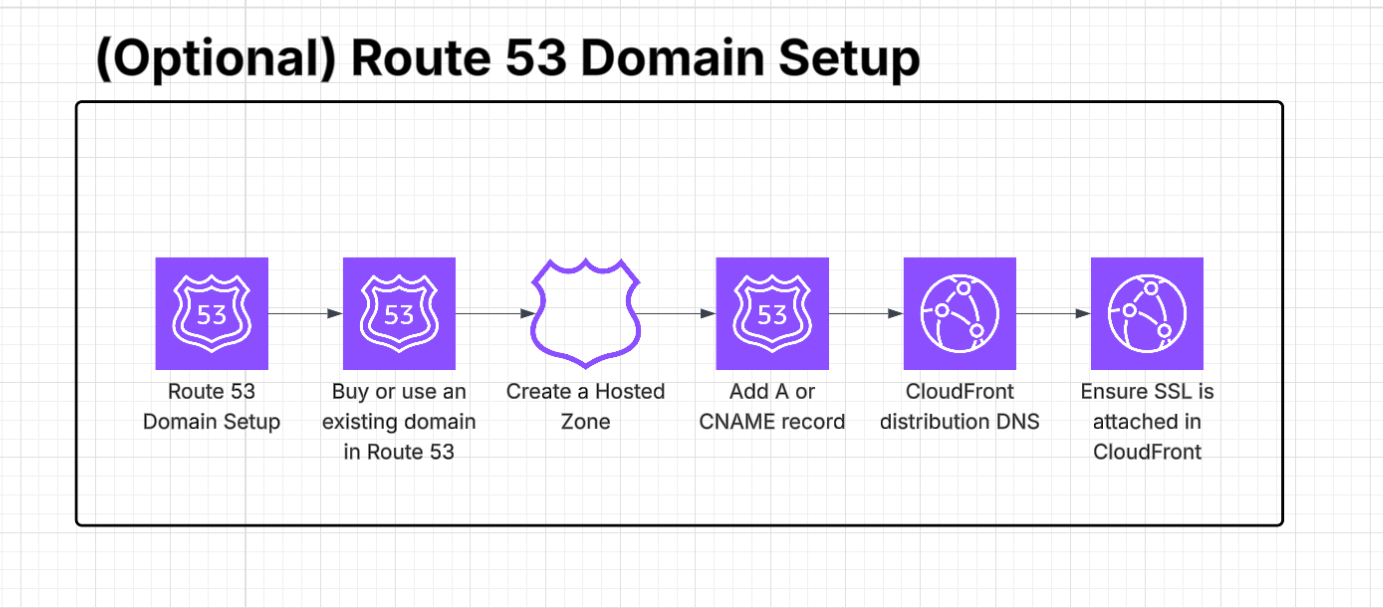 (Optional) Route 53 Domain Setup
53
53
53
Route 53
Domain Setup
Buy or use an
existing domain
in Route 53
Create a Hosted
Zone
Add A or
CNAME record
CloudFront
distribution DNS
Ensure SSL is
attached in
CloudFront